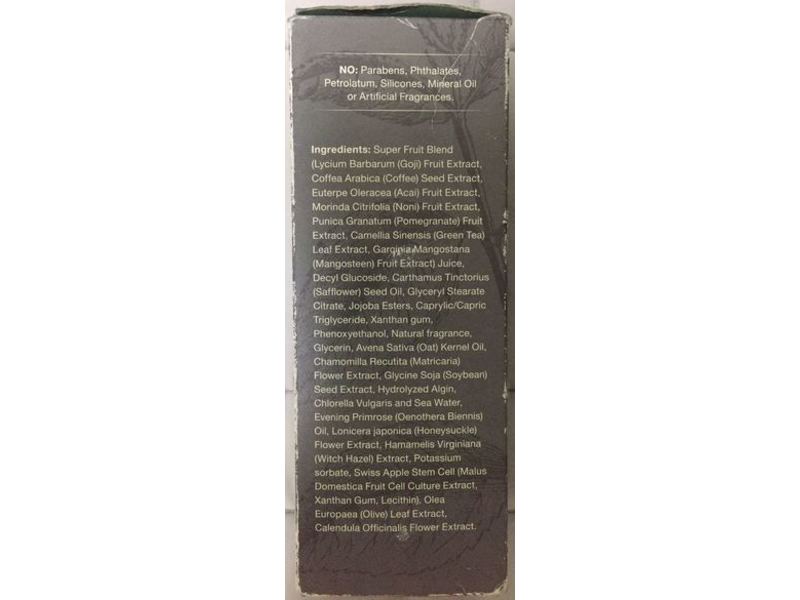 NO: Parabens, Phthalates,
Petrolatum, Silicones, Mineral Oil
or Artificial Fragrances.
Ingredients: Super Fruit Blend
(Lycium Barbarum (Goji) Fruit Extract,
Coffea Arabica (Coffee) Seed Extract,
Euterpe Oleracea (Acai) Fruit Extract,
Morinda Citrifolia (Noni) Fruit Extract,
Punica Granatum (Pomegranate) Fruit
Extract, Camellia Sinensis (Green Tea)
Leaf Extract, Garginia Mangostana
(Mangosteen) Fruit Extract) Juice,
Decyl Glucoside, Carthamus Tinctorius
(Safflower) Seed Oil, Glyceryl Stearate
Citrate, Jojoba Esters, Caprylic/Capric
Triglyceride, Xanthan gum,
Phenoxyethanol, Natural fragrance,
Glycerin, Avena Sativa (Oat) Kernel Oil,
Chamomilla Recutita (Matricaria)
Flower Extract, Glycine Soja (Soybean)
Seed Extract, Hydrolyzed Algin,
Chlorella Vulgaris and Sea Water,
Evening Primrose (Oenothera Biennis)
Oil, Lonicera japonica (Honeysuckle)
Flower Extract, Hamamelis Virginiana
(Witch Hazel) Extract, Potassium
sorbate, Swiss Apple Stem Cell (Malus
Domestica Fruit Cell Culture Extract,
Xanthan Gum, Lecithin), Olea
Europaea (Olive) Leaf Extract,
Calendula Officinalis Flower Extract.